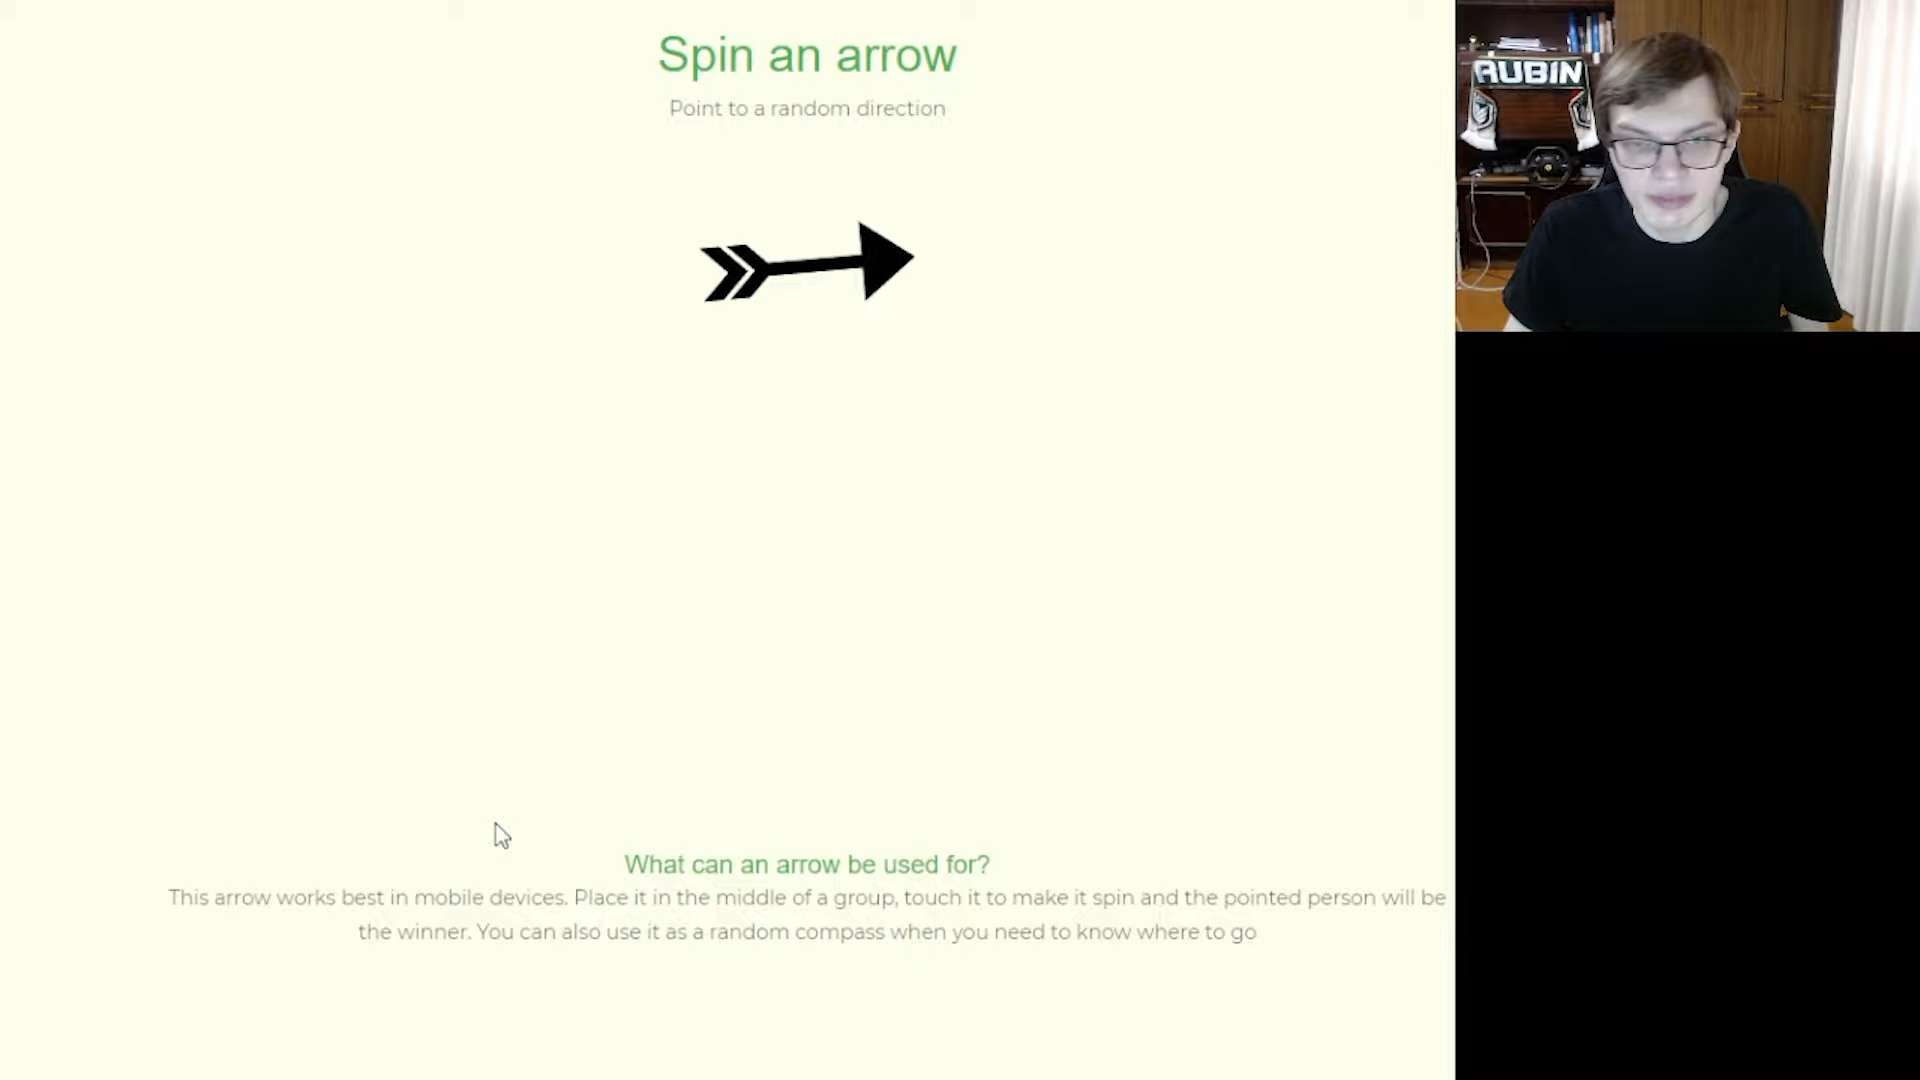 Spin an arrow
Point to a random direction
RUBIN
What can an arrow be used for?
This arrow works best in mobile devices. Place it in the middle of a group, touch it to make it spin and the pointed person will be
the winner. You can also use it as a random compass when you need to know where to go